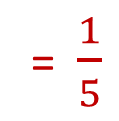 = 1/5